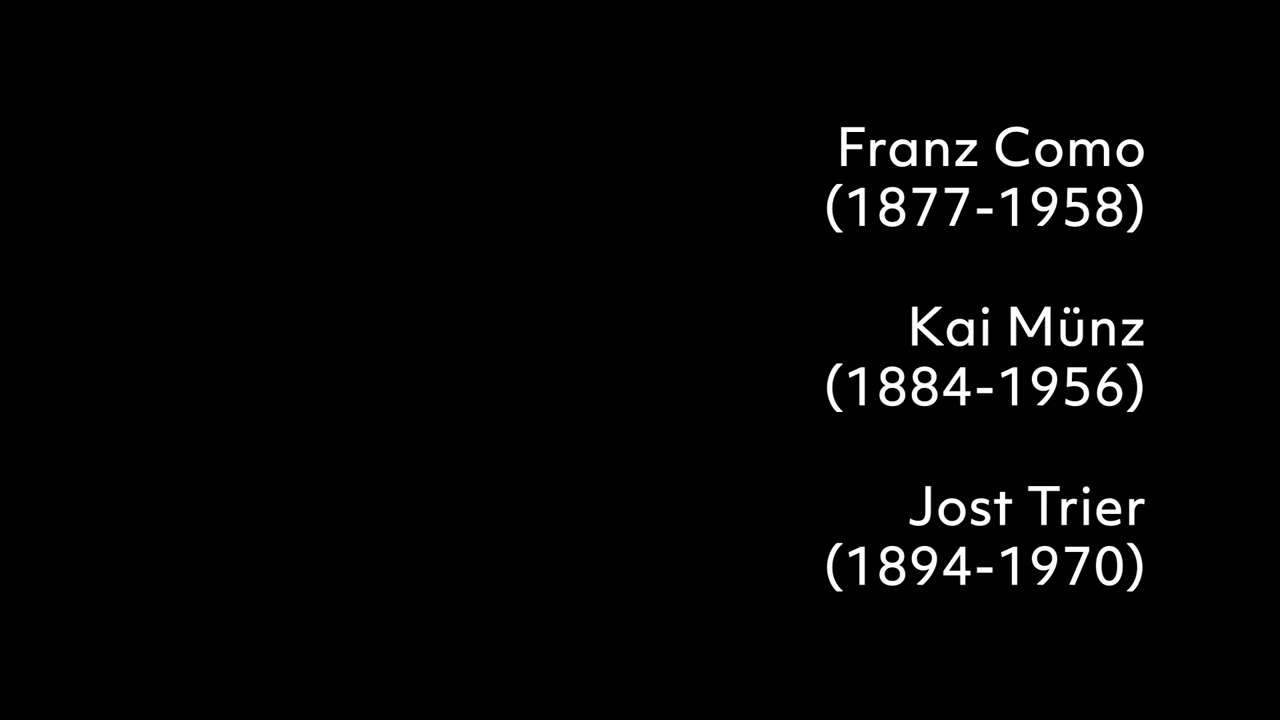 Franz Como
(1877-1958)
Kai Münz
(1884-1956)
Jost Trier
(1894-1970)